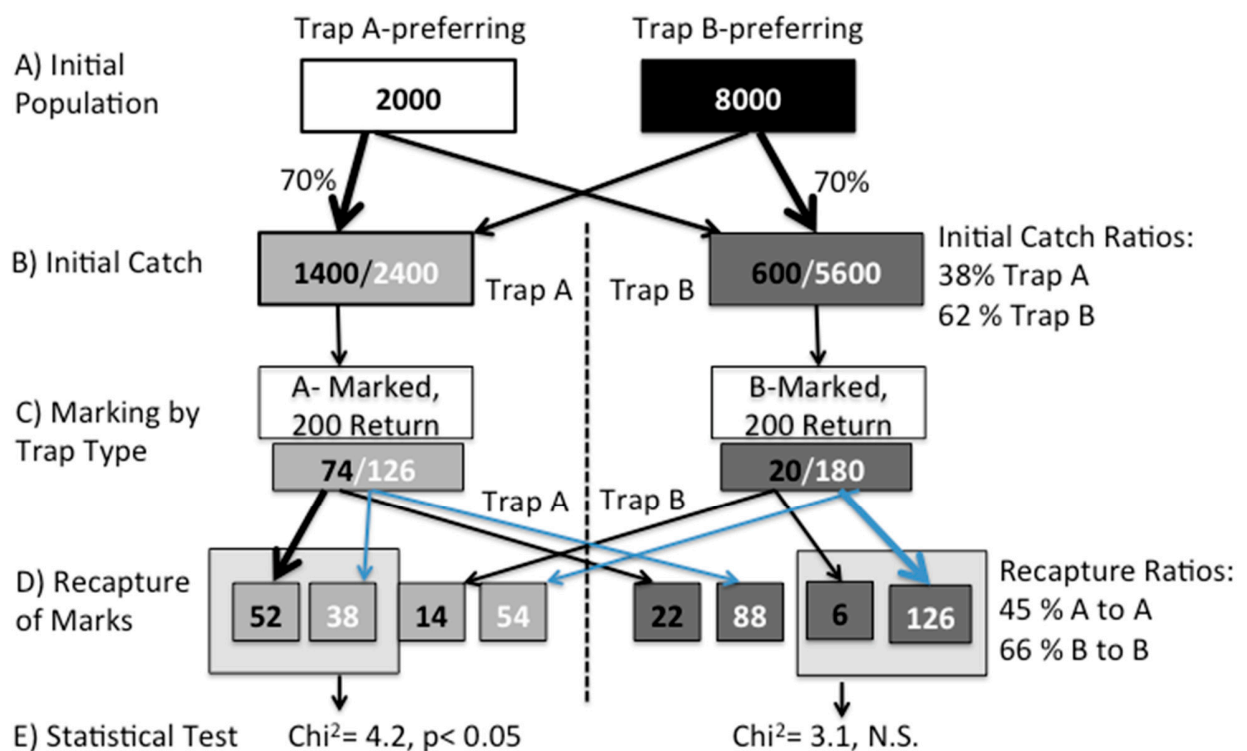 Trap A-preferring
Trap B-preferring
A) Initial
Population
2000
8000
70%
70%
B) Initial Catch
1400/2400
Trap A
Trap B
600/5600
Initial Catch Ratios:
38% Trap A
62 % Trap B
C) Marking by
Trap Type
A- Marked,
200 Return
B-Marked,
200 Return
74/126
20/180
Trap A
Trap B
D) Recapture
of Marks
52
38
14
54
22
88
6
126
Recapture Ratios:
45 % A to A
66 % B to B
E) Statistical Test
Chi²= 4.2, p< 0.05
Chi²= 3.1, N.S.